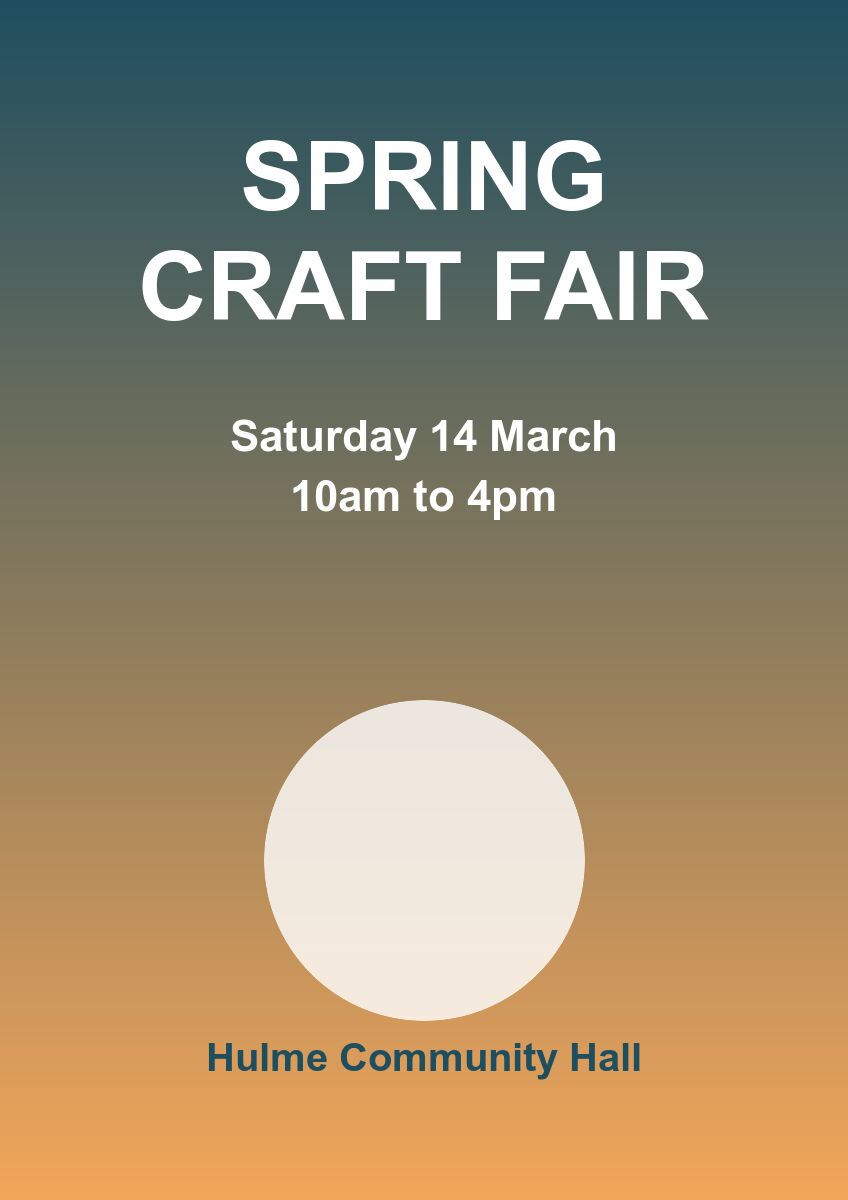 SPRING
CRAFT FAIR
Saturday 14 March
10am to 4pm
Hulme Community Hall